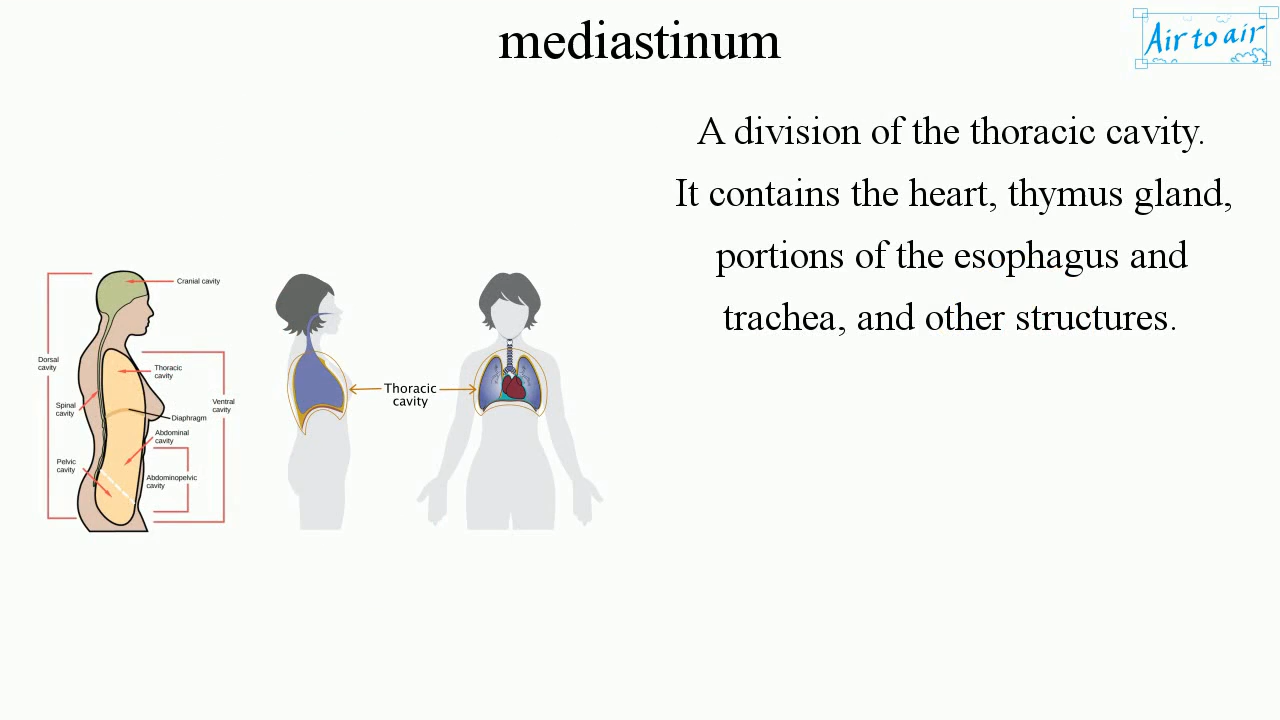 mediastinum
Air to air
A division of the thoracic cavity.
It contains the heart, thymus gland,
portions of the esophagus and
trachea, and other structures.
Cranial cavity
Dorsal
cavity
Thoracic
cavity
Spinal
cavity
Ventral
cavity
Diaphragm
Abdominal
cavity
Pelvic
cavity
Abdominopelvic
cavity
Thoracic
cavity